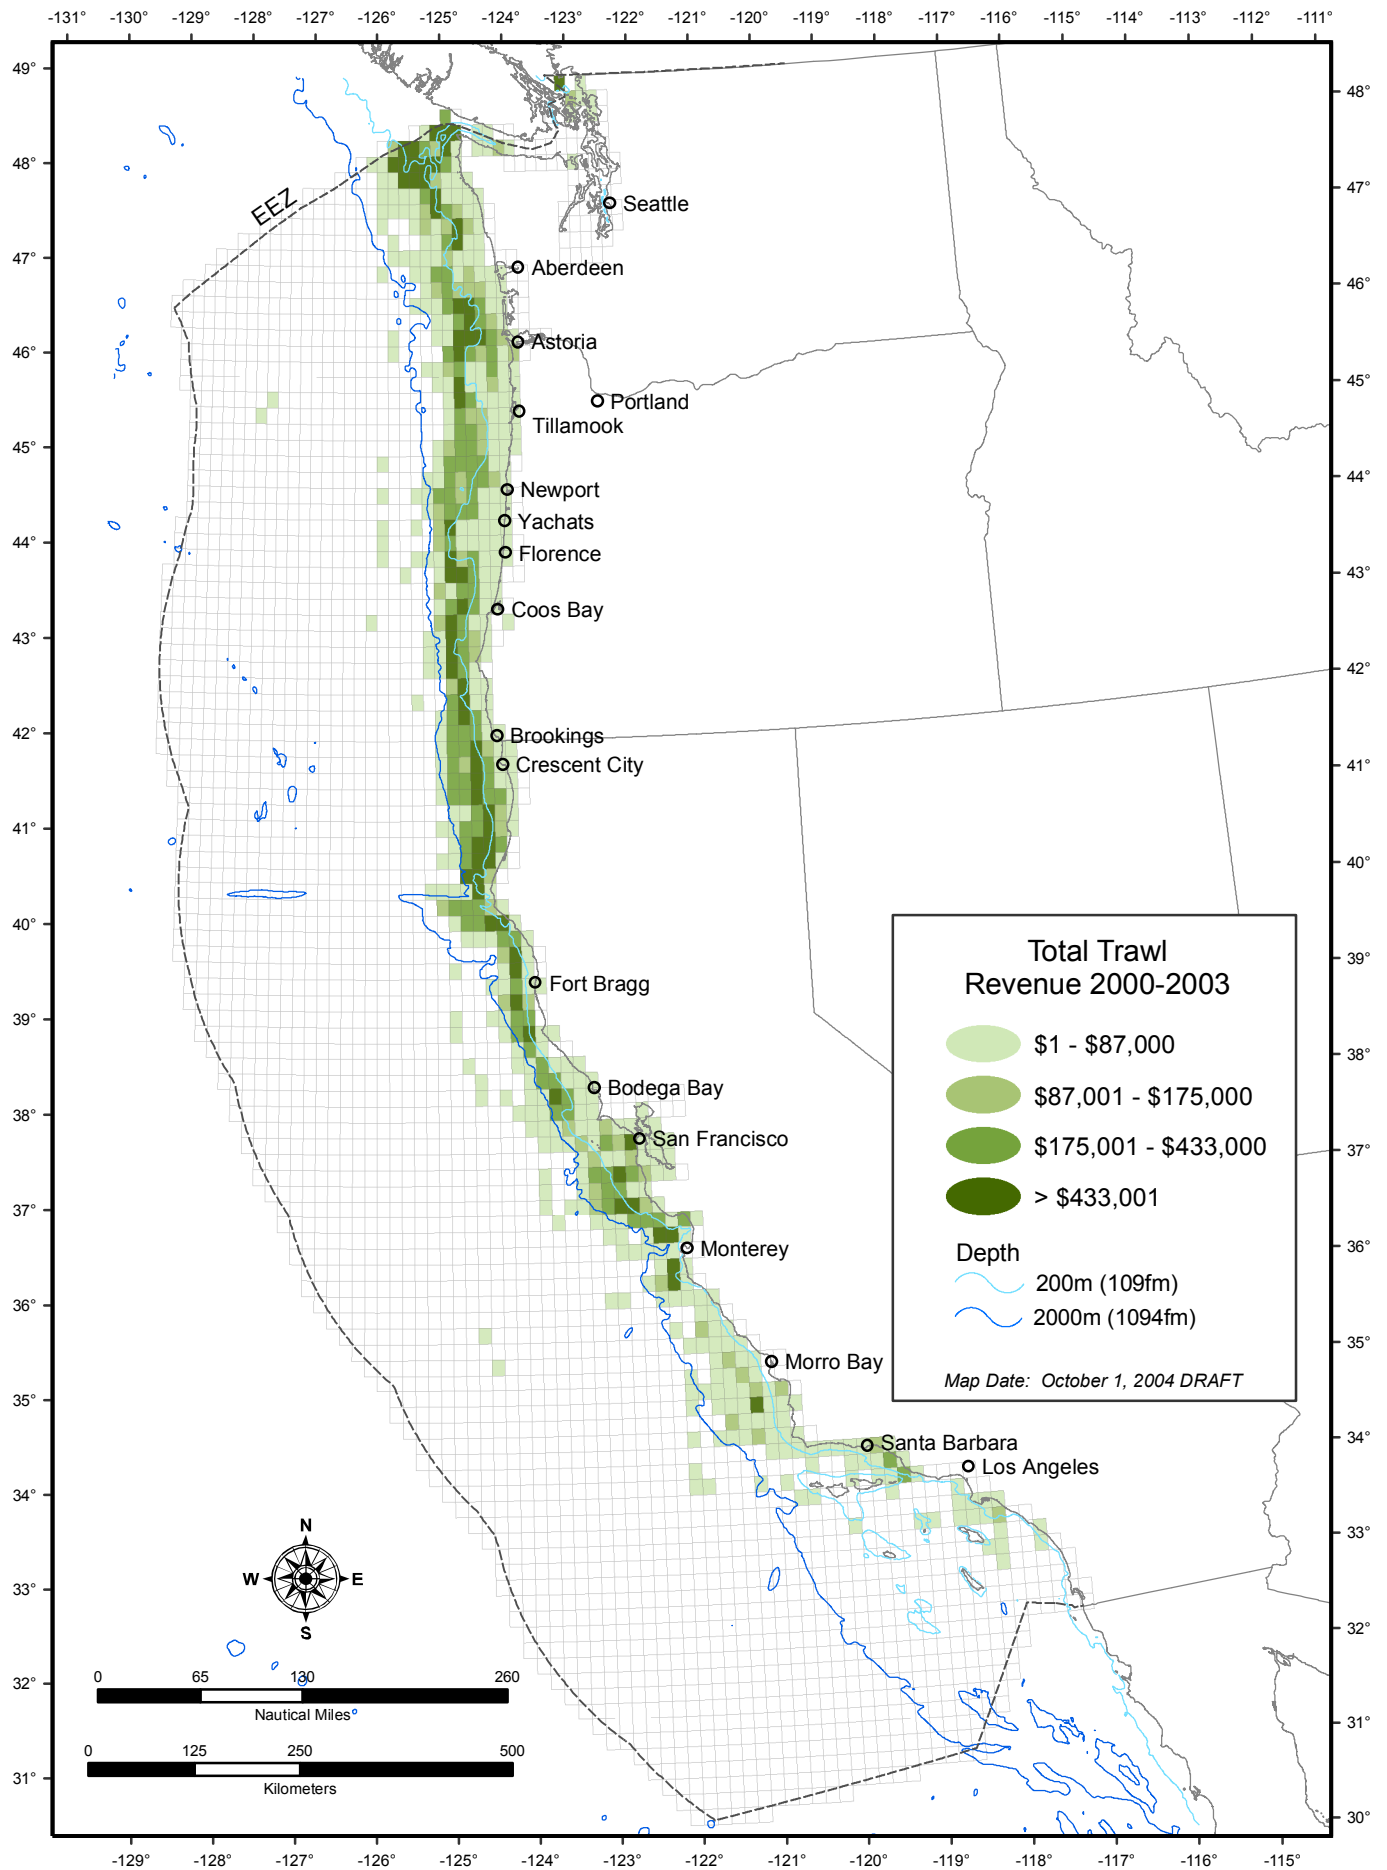 -131° -130° -129° -128° -127° -126° -125° -124° -123° -122° -121° -120° -119° -118° -117° -116° -115° -114° -113° -112° -111°
49°
48°
48°
47°
EEZ
Seattle
47°
Aberdeen
46°
Astoria
46°
45°
Portland
Tillamook
45°
44°
Newport
Yachats
44°
Florence
43°
Coos Bay
43°
42°
42°
Brookings
Crescent City
41°
41°
40°
40°
Total Trawl
Revenue 2000-2003
39°
Fort Bragg
39°
$1 - $87,000
38°
Bodega Bay
$87,001 - $175,000
38°
San Francisco
$175,001 - $433,000
37°
> $433,001
37°
Monterey
36°
Depth
200m (109fm)
36°
2000m (1094fm)
35°
Morro Bay
Map Date: October 1, 2004 DRAFT
35°
34°
Santa Barbara
Los Angeles
34°
33°
N
W E
S
33°
32°
0 65 130 260
32°
Nautical Miles
31°
0 125 250 500
31°
Kilometers
30°
-129° -128° -127° -126° -125° -124° -123° -122° -121° -120° -119° -118° -117° -116° -115°